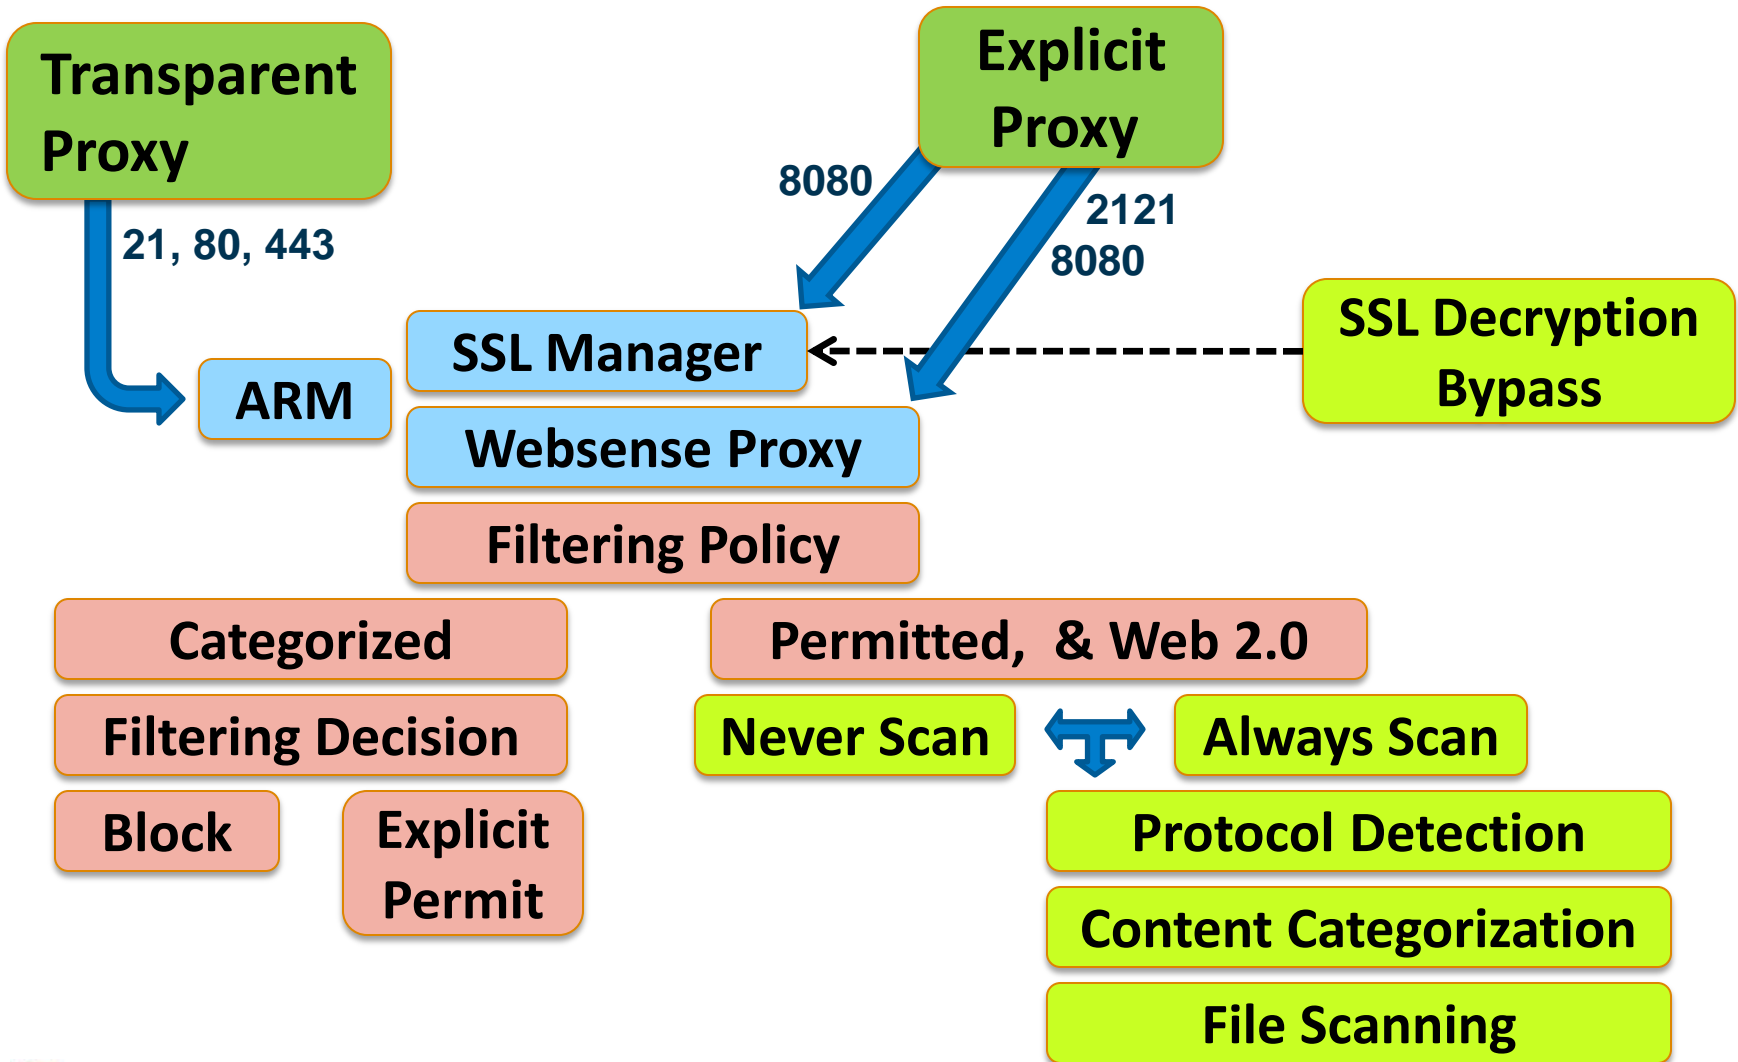 Transparent
Proxy
Explicit
Proxy
8080
2121
8080
21, 80, 443
SSL Decryption
Bypass
SSL Manager
ARM
Websense Proxy
Filtering Policy
Categorized
Permitted, & Web 2.0
Filtering Decision
Never Scan
Always Scan
Block
Explicit
Permit
Protocol Detection
Content Categorization
File Scanning